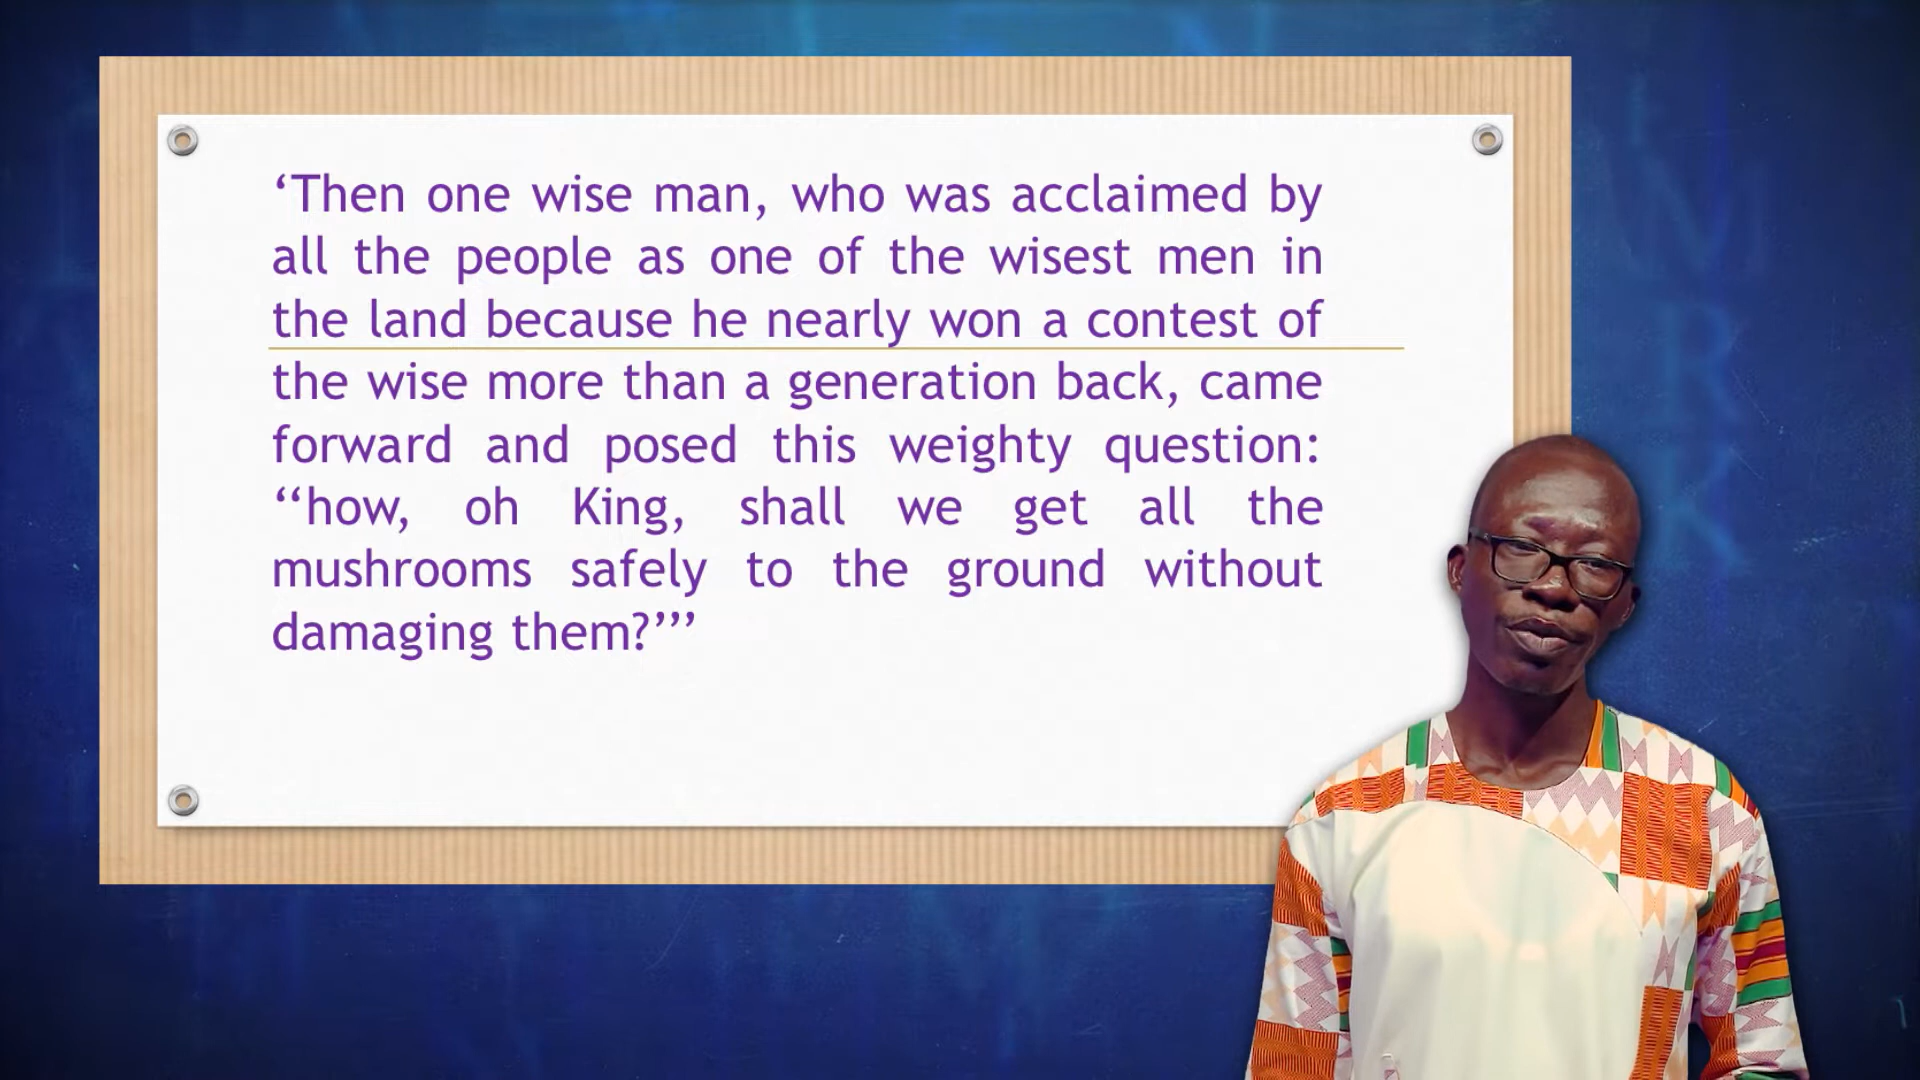 ‘Then one wise man, who was acclaimed by
all the people as one of the wisest men in
the land because he nearly won a contest of
the wise more than a generation back, came
forward and posed this weighty question:
‘‘how, oh King, shall we get all the
mushrooms safely to the ground without
damaging them?’’’